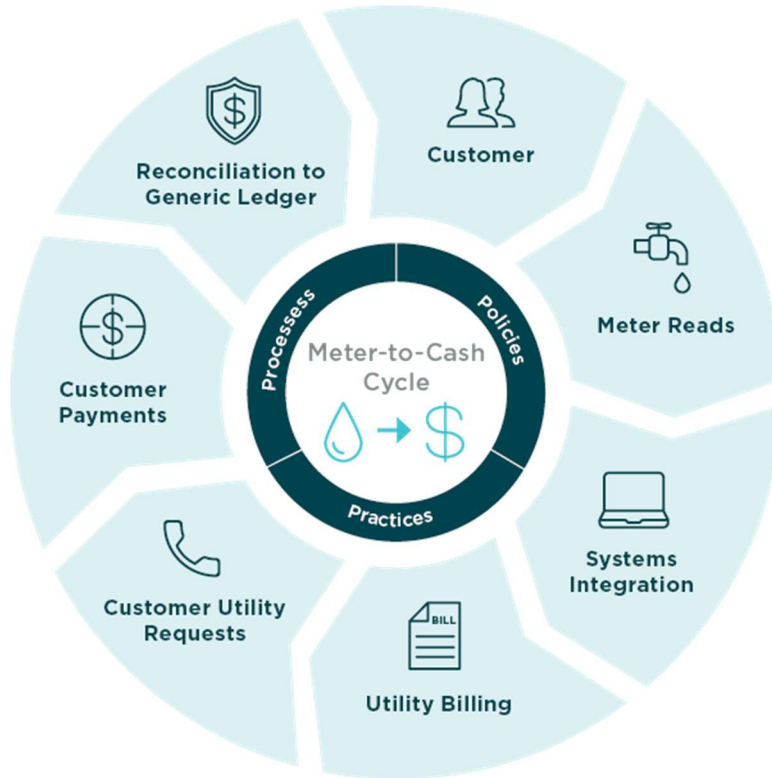 Customer
Meter Reads
Systems
Integration
BILL
Utility Billing
Customer Utility
Requests
Customer
Payments
Reconciliation to
Generic Ledger
Processess
Policies
Practices
Meter-to-Cash
Cycle
$
$
$